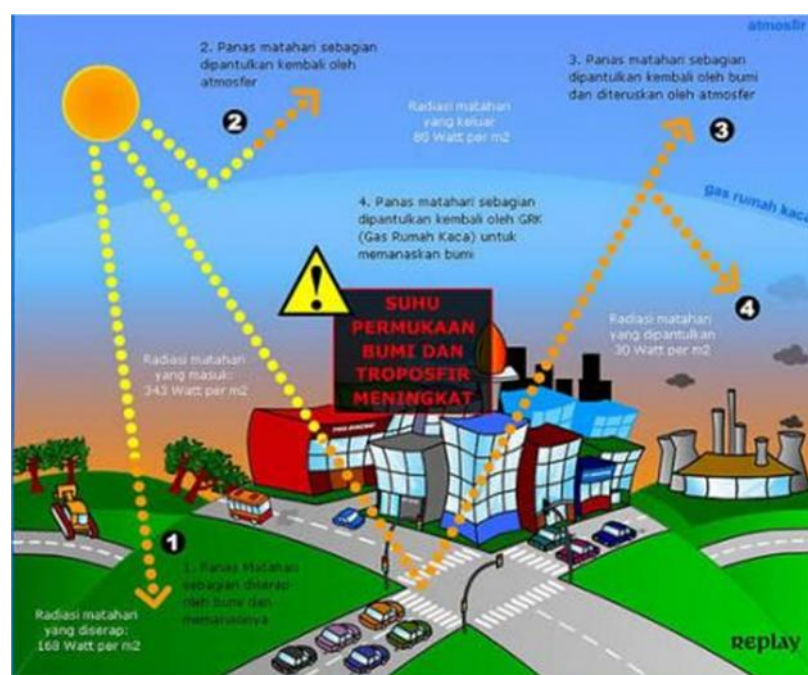 atmosfir
2. Panas matahari sebagian
dipantulkan kembali oleh
atmosfer
2
3. Panas matahari sebagian
dipantulkan kembali oleh bumi
dan diteruskan oleh atmosfer
3
Radiasi matahari
yang keluar
80 Watt per m2
gas rumah kaca
4. Panas matahari sebagian
dipantulkan kembali oleh GRK
(Gas Rumah Kaca) untuk
memanaskan bumi
!
SUHU
PERMUKAAN
BUMI DAN
TROPOSFIR
MENINGKAT
4
Radiasi matahari
yang dipantulkan
30 Watt per m2
Radiasi matahari
yang masuk:
343 Watt per m2
1
1. Panas Matahari
sebagian diserap
oleh bumi dan
Radiasi matahari
yang diserap:
168 Watt per m2
REPLAY